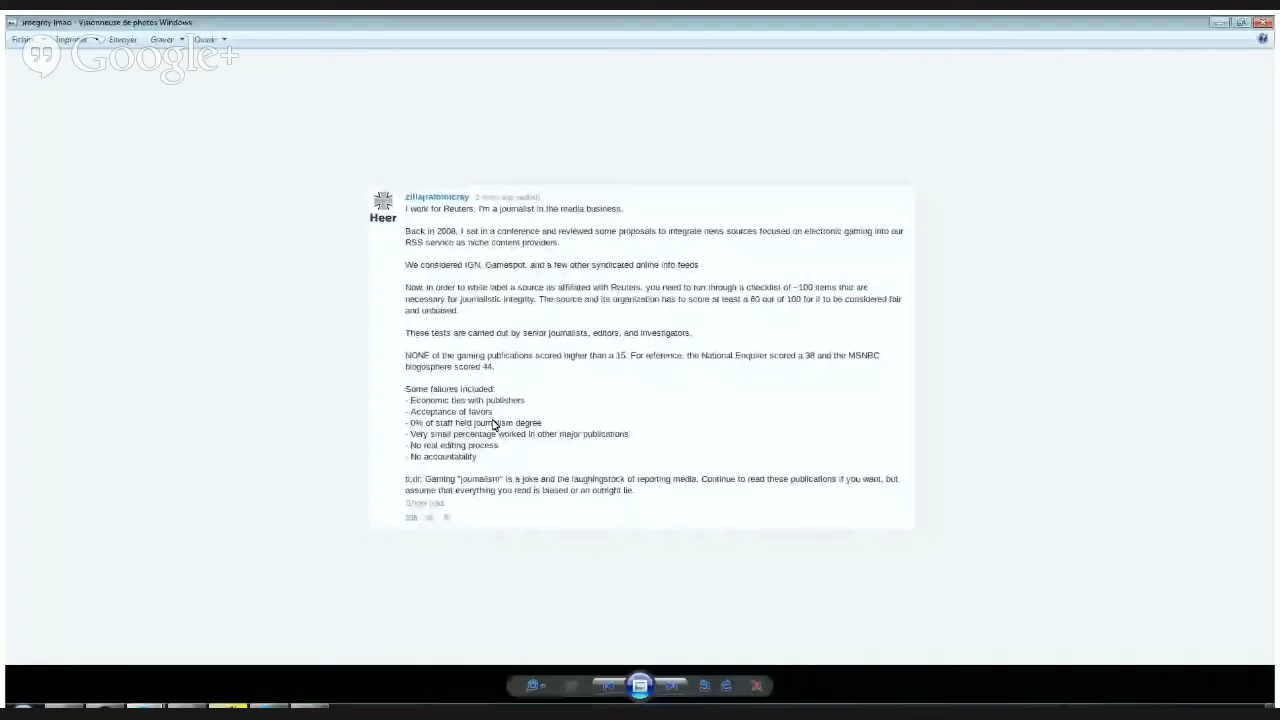 integrity imao - Visionneuse de photos Windows
Fichier Imprimer Envoyer Graver Ouvrir
Google+
zillapratomicray
Heer
I work for Reuters, I'm a journalist in the media business.
Back in 2008, I sat in a conference and reviewed some proposals to integrate news sources focused on electronic gaming into our
RSS service as niche content providers.
We considered IGN, Gamespot, and a few other syndicated online info feeds.
Now, in order to white label a source as affiliated with Reuters, you need to run through a checklist of ~100 items that are
necessary for journalistic integrity. The source and its organization has to score at least a 60 out of 100 for it to be considered fair
and unbiased.
These tests are carried out by senior journalists, editors, and investigators.
NONE of the gaming publications scored higher than a 15. For reference, the National Enquirer scored a 38 and the MSNBC
blogosphere scored 44.
Some failures included:
- Economic ties with publishers
- Acceptance of favors
- 0% of staff held journalism degree
- Very small percentage worked in other major publications
- No real editing process
- No accountability
tl;dr: Gaming "journalism" is a joke and the laughingstock of reporting media. Continue to read these publications if you want, but
assume that everything you read is biased or an outright lie.
Show less